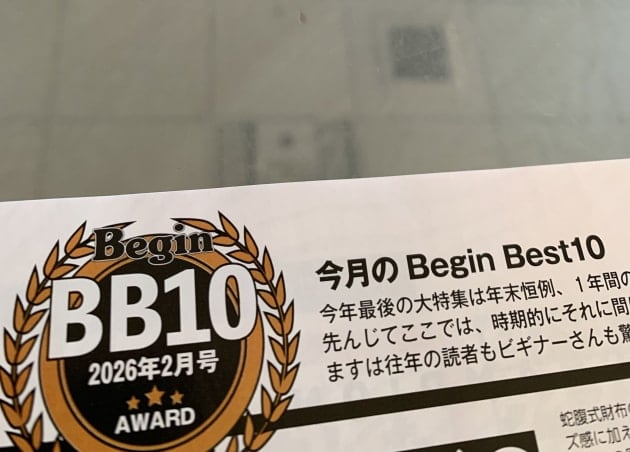 Begin
BB10
2026年2月号
AWARD
今月の Begin Best10
今年最後の大特集は年末恒例、1年間の
先んじてここでは、時期的にそれに間
ますは往年の読者もビギナーさんも驚
蛇腹式財布の
ズ感に加え